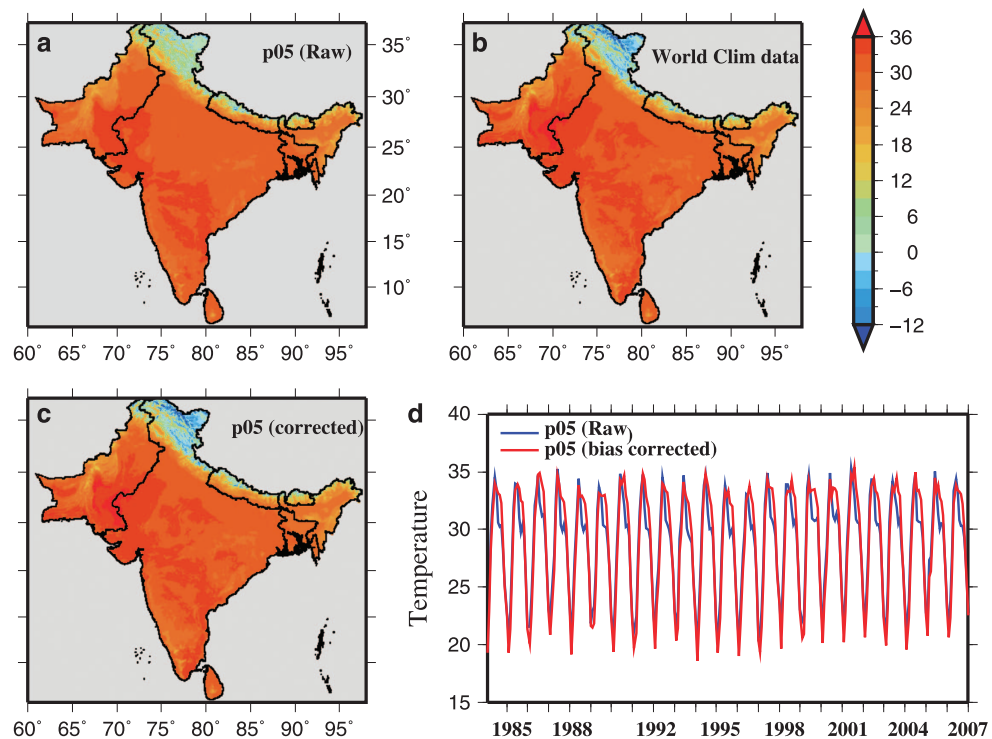 a
p05 (Raw)
35°
30°
25°
20°
15°
10°
60° 65° 70° 75° 80° 85° 90° 95°
b
World Clim data
60° 65° 70° 75° 80° 85° 90° 95°
36
30
24
18
12
6
0
−6
−12
c
p05 (corrected)
60° 65° 70° 75° 80° 85° 90° 95°
d
p05 (Raw)
p05 (bias corrected)
Temperature
40
35
30
25
20
15
1985 1988 1992 1995 1998 2001 2004 2007